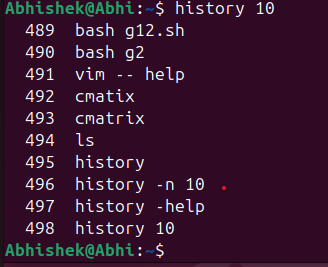 Abhishek@Abhi:~$ history 10
489 bash g12.sh
490 bash g2
491 vim -- help
492 cmatix
493 cmatrix
494 ls
495 history
496 history -n 10
497 history -help
498 history 10
Abhishek@Abhi:~$